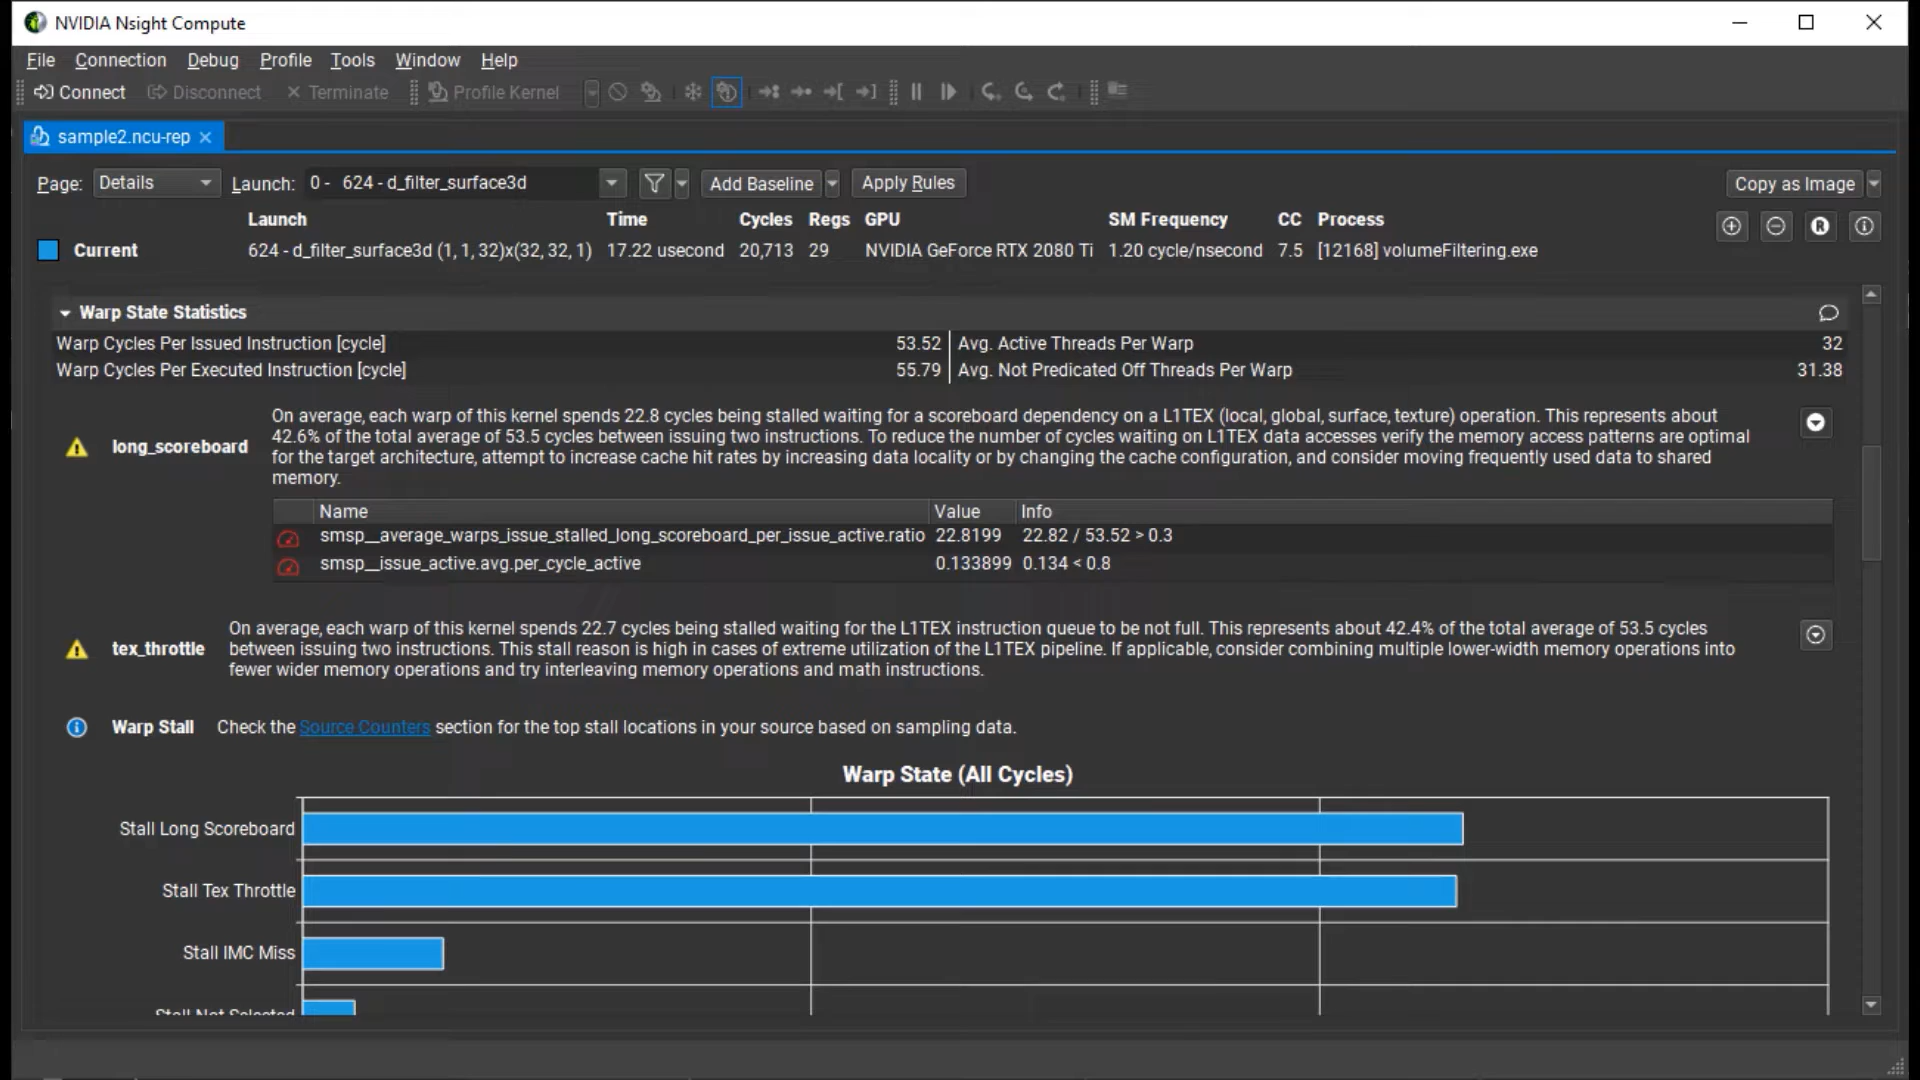 NVIDIA Nsight Compute
File Connection Debug Profile Tools Window Help
Connect Disconnect Terminate Profile Kernel
sample2.ncu-rep
Page: Details Launch: 0 - 624 - d_filter_surface3d Add Baseline Apply Rules Copy as Image
Launch Time Cycles Regs GPU SM Frequency CC Process
Current 624 - d_filter_surface3d (1, 1, 32)x(32, 32, 1) 17.22 usecond 20,713 29 NVIDIA GeForce RTX 2080 Ti 1.20 cycle/nsecond 7.5 [12168] volumeFiltering.exe
Warp State Statistics
Warp Cycles Per Issued Instruction [cycle] 53.52 Avg. Active Threads Per Warp 32
Warp Cycles Per Executed Instruction [cycle] 55.79 Avg. Not Predicated Off Threads Per Warp 31.38
long_scoreboard
On average, each warp of this kernel spends 22.8 cycles being stalled waiting for a scoreboard dependency on a L1TEX (local, global, surface, texture) operation. This represents about
42.6% of the total average of 53.5 cycles between issuing two instructions. To reduce the number of cycles waiting on L1TEX data accesses verify the memory access patterns are optimal
for the target architecture, attempt to increase cache hit rates by increasing data locality or by changing the cache configuration, and consider moving frequently used data to shared
memory.
Name Value Info
smsp__average_warps_issue_stalled_long_scoreboard_per_issue_active.ratio 22.8199 22.82 / 53.52 > 0.3
smsp__issue_active.avg.per_cycle_active 0.133899 0.134 < 0.8
tex_throttle
On average, each warp of this kernel spends 22.7 cycles being stalled waiting for the L1TEX instruction queue to be not full. This represents about 42.4% of the total average of 53.5 cycles
between issuing two instructions. This stall reason is high in cases of extreme utilization of the L1TEX pipeline. If applicable, consider combining multiple lower-width memory operations into
fewer wider memory operations and try interleaving memory operations and math instructions.
Warp Stall Check the Source Counters section for the top stall locations in your source based on sampling data.
Warp State (All Cycles)
Stall Long Scoreboard
Stall Tex Throttle
Stall IMC Miss
Stall Not Selected